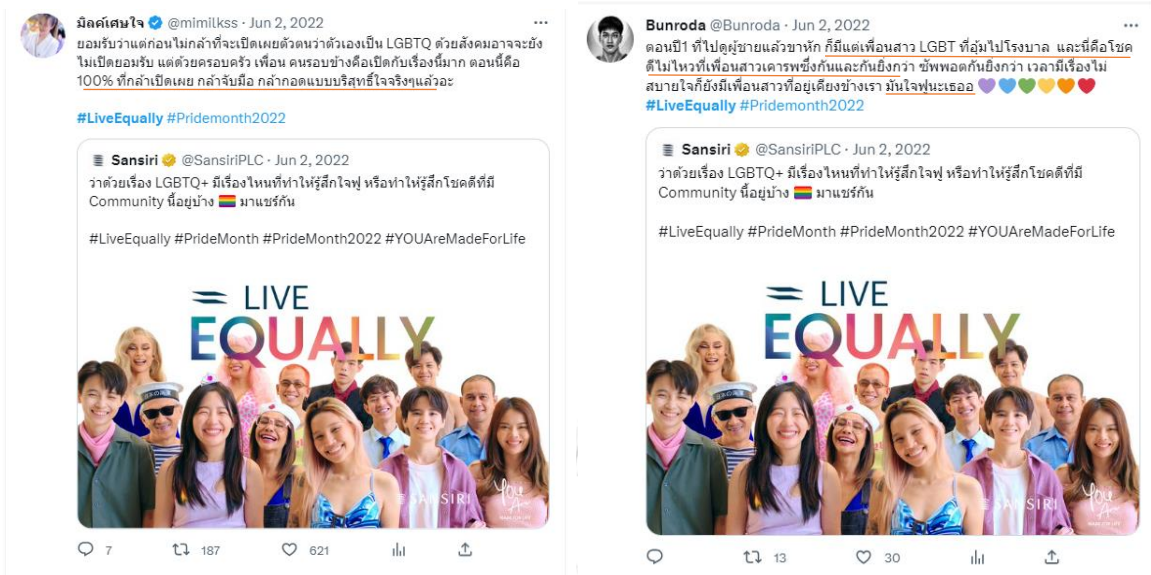 มิลค์เศษใจ @mimilkss · Jun 2, 2022
ยอมรับว่าแต่ก่อนไม่กล้าที่จะเปิดเผยตัวตนว่าตัวเองเป็น LGBTQ ด้วยสังคมอาจจะยัง
ไม่เปิดยอมรับ แต่ด้วยครอบครัว เพื่อน คนรอบข้างคือเปิดกับเรื่องนี้มาก ตอนนี้คือ
100% ที่กล้าเปิดเผย กล้าจับมือ กล้ากอดแบบบริสุทธิ์ใจจริงๆแล้วอะ
#LiveEqually #Pridemonth2022
Sansiri @SansiriPLC · Jun 2, 2022
ว่าด้วยเรื่อง LGBTQ+ มีเรื่องไหนที่ทำให้รู้สึกใจฟู หรือทำให้รู้สึกโชคดีที่มี
Community นี้อยู่บ้าง 🏳️‍🌈 มาแชร์กัน
#LiveEqually #PrideMonth #PrideMonth2022 #YOUAreMadeForLife
LIVE
EQUALLY
SANSIRI
You
Are
MADE FOR LIFE
7 187 621
Bunroda @Bunroda · Jun 2, 2022
ตอนปี1 ที่ไปดูผู้ชายแล้วขาหัก ก็มีแต่เพื่อนสาว LGBT ที่อุ้มไปโรงบาล และนี่คือโชค
ดีไม่ไหวที่เพื่อนสาวเคารพซึ่งกันและกันยิ่งกว่า ซัพพอตกันยิ่งกว่า เวลามีเรื่องไม่
สบายใจก็ยังมีเพื่อนสาวที่อยู่เคียงข้างเรา มันใจฟูนะเธออ 💜💙💚💛🧡❤️
#LiveEqually #Pridemonth2022
Sansiri @SansiriPLC · Jun 2, 2022
ว่าด้วยเรื่อง LGBTQ+ มีเรื่องไหนที่ทำให้รู้สึกใจฟู หรือทำให้รู้สึกโชคดีที่มี
Community นี้อยู่บ้าง 🏳️‍🌈 มาแชร์กัน
#LiveEqually #PrideMonth #PrideMonth2022 #YOUAreMadeForLife
LIVE
EQUALLY
SANSIRI
You
Are
MADE FOR LIFE
13 30